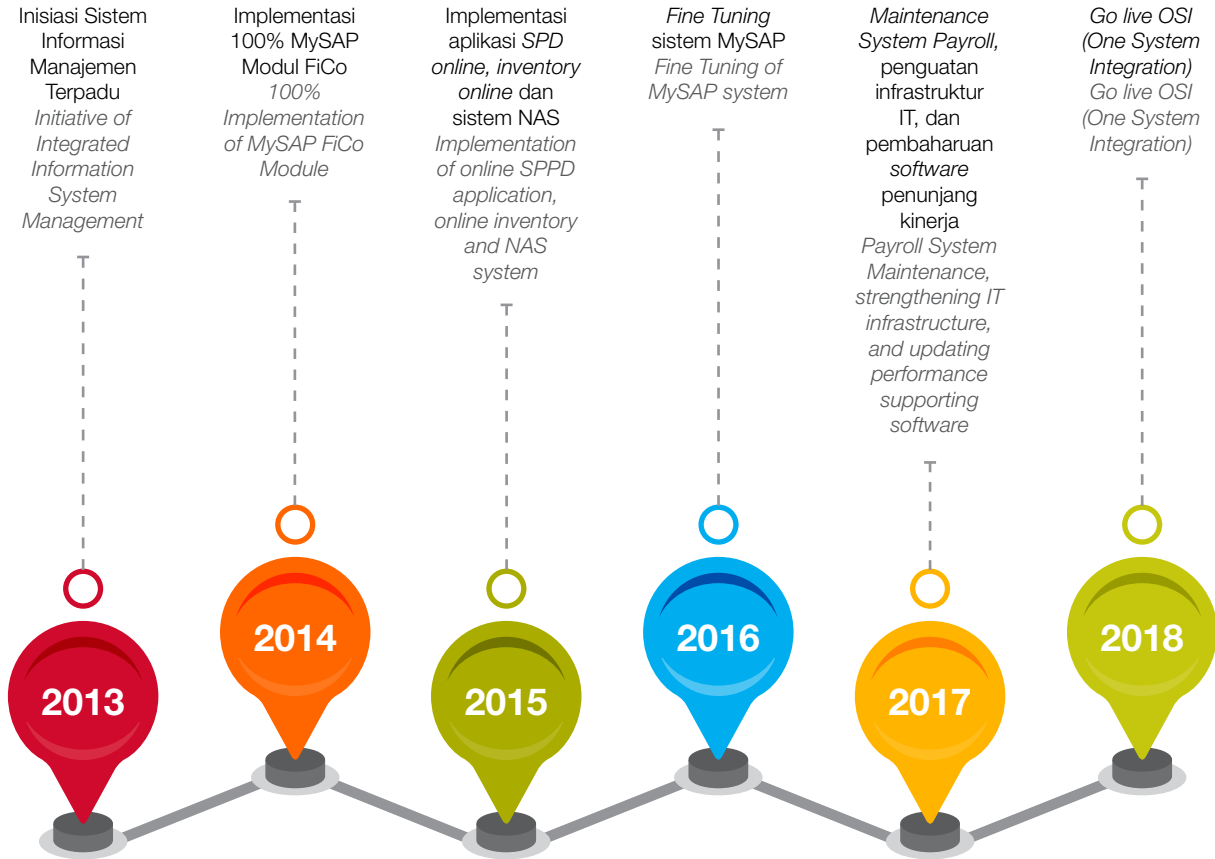 Inisiasi Sistem
Informasi
Manajemen
Terpadu
Initiative of
Integrated
Information
System
Management
Implementasi
100% MySAP
Modul FiCo
100%
Implementation
of MySAP FiCo
Module
Implementasi
aplikasi SPD
online, inventory
online dan
sistem NAS
Implementation
of online SPPD
application,
online inventory
and NAS
system
Fine Tuning
sistem MySAP
Fine Tuning of
MySAP system
Maintenance
System Payroll,
penguatan
infrastruktur
IT, dan
pembaharuan
software
penunjang
kinerja
Payroll System
Maintenance,
strengthening IT
infrastructure,
and updating
performance
supporting
software
Go live OSI
(One System
Integration)
Go live OSI
(One System
Integration)
2013
2014
2015
2016
2017
2018